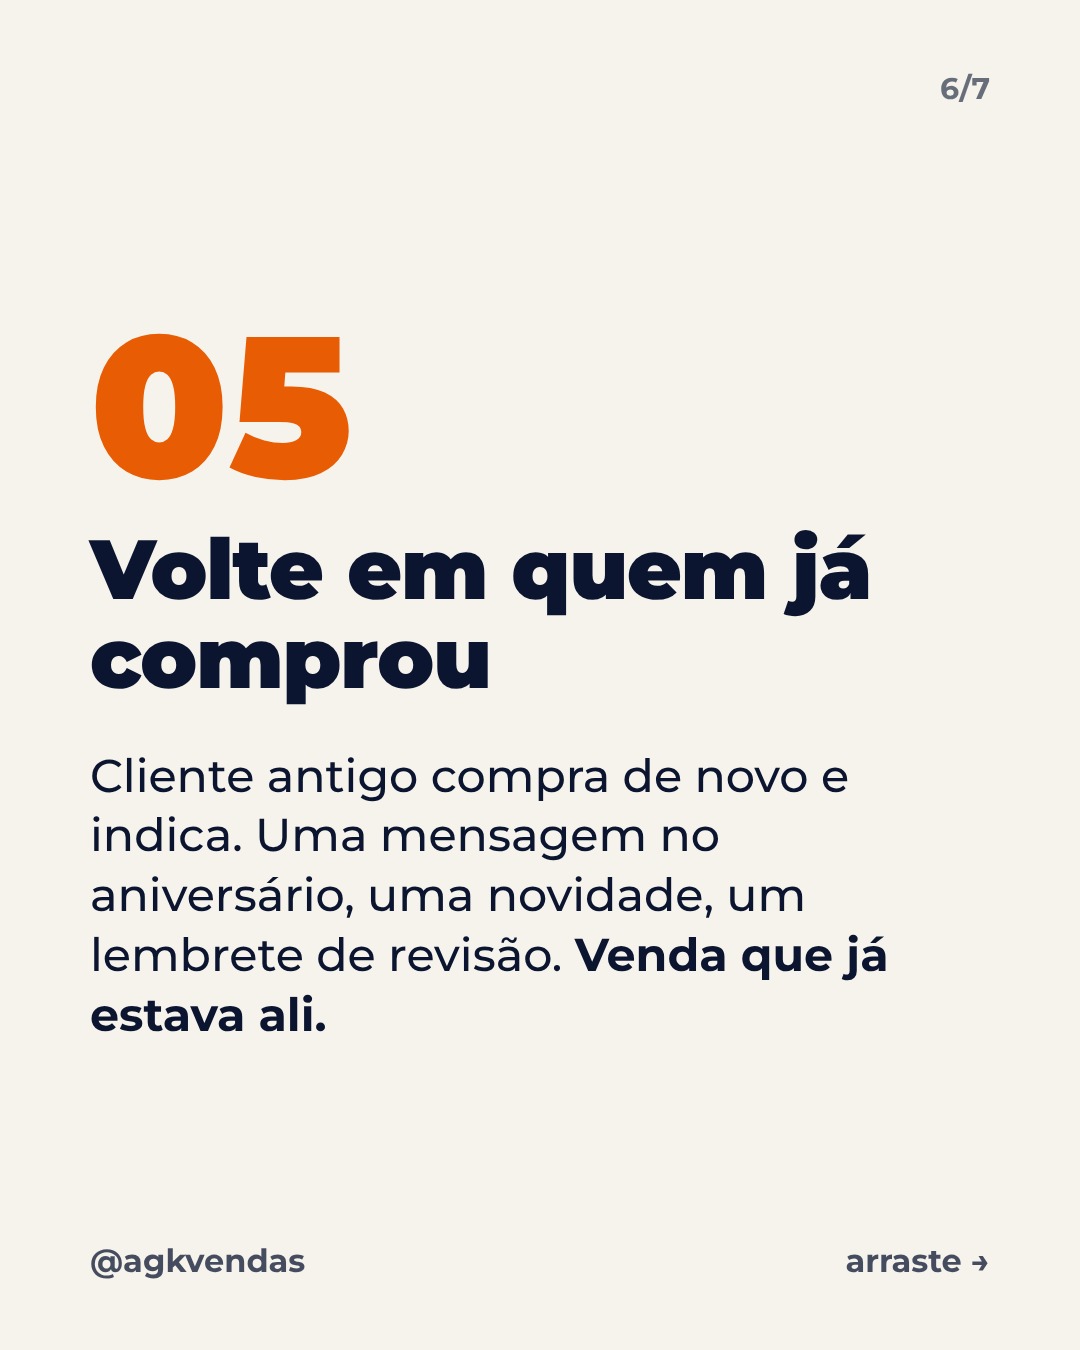 6/7
05
Volte em quem já
comprou
Cliente antigo compra de novo e
indica. Uma mensagem no
aniversário, uma novidade, um
lembrete de revisão. Venda que já
estava ali.
@agkvendas
arraste →